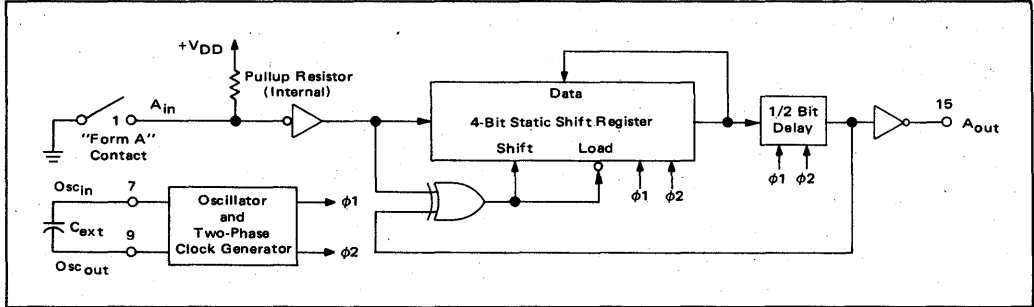 +VDD
Pullup Resistor
(Internal)
Ain
1
"Form A"
Contact
Data
4-Bit Static Shift Register
Shift Load
ϕ1 ϕ2
1/2 Bit
Delay
ϕ1 ϕ2
15
Aout
Oscin
7
Cext
9
Oscout
Oscillator
and
Two-Phase
Clock Generator
ϕ1
ϕ2